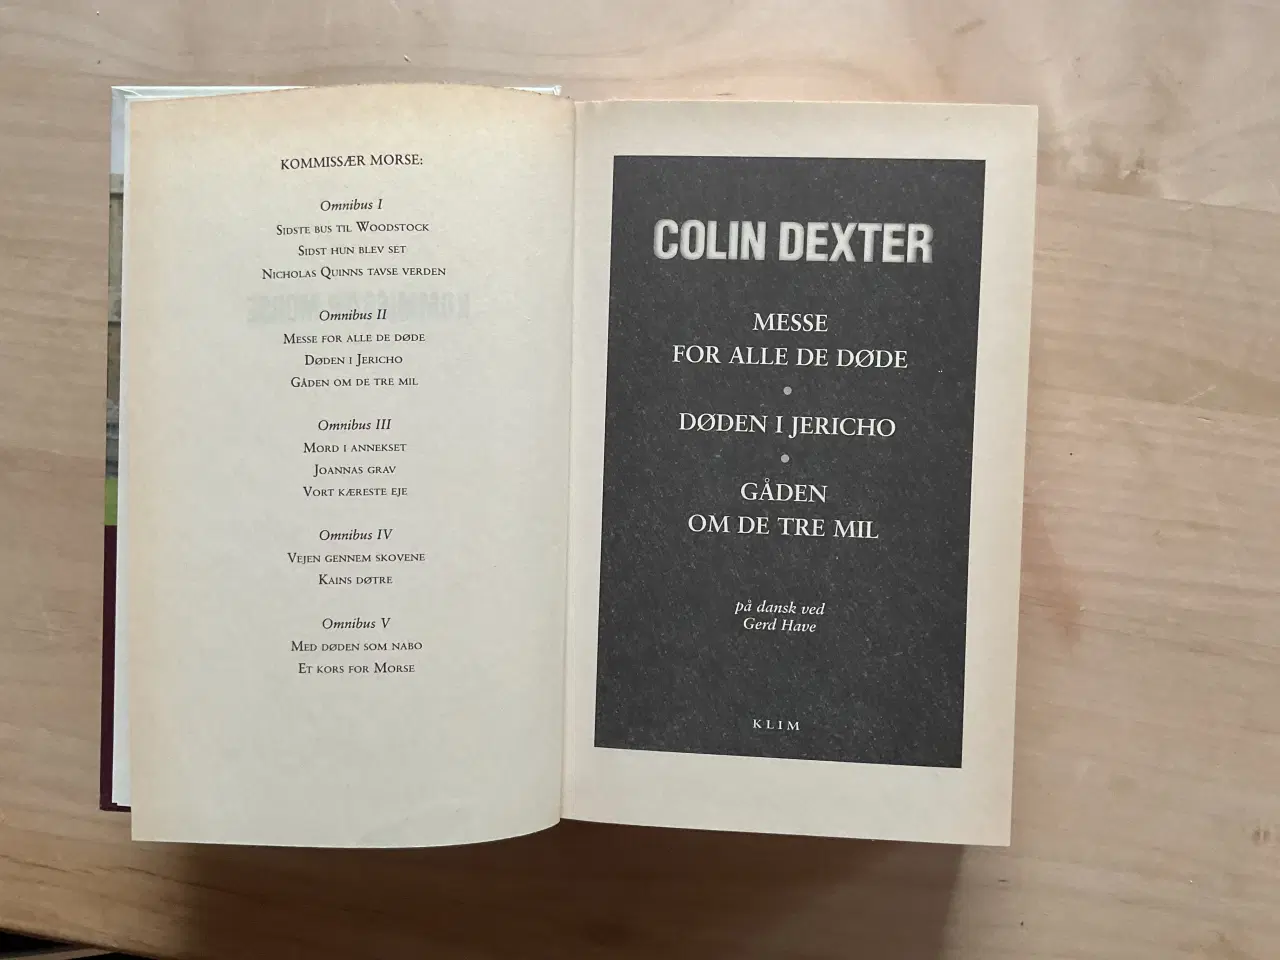 KOMMISSÆR MORSE:
Omnibus I
SIDSTE BUS TIL WOODSTOCK
SIDST HUN BLEV SET
NICHOLAS QUINNS TAVSE VERDEN
Omnibus II
MESSE FOR ALLE DE DØDE
DØDEN I JERICHO
GÅDEN OM DE TRE MIL
Omnibus III
MORD I ANNEKSET
JOANNAS GRAV
VORT KÆRESTE EJE
Omnibus IV
VEJEN GENNEM SKOVENE
KAINS DØTRE
Omnibus V
MED DØDEN SOM NABO
ET KORS FOR MORSE
COLIN DEXTER
MESSE
FOR ALLE DE DØDE
•
DØDEN I JERICHO
•
GÅDEN
OM DE TRE MIL
på dansk ved
Gerd Have
KLIM